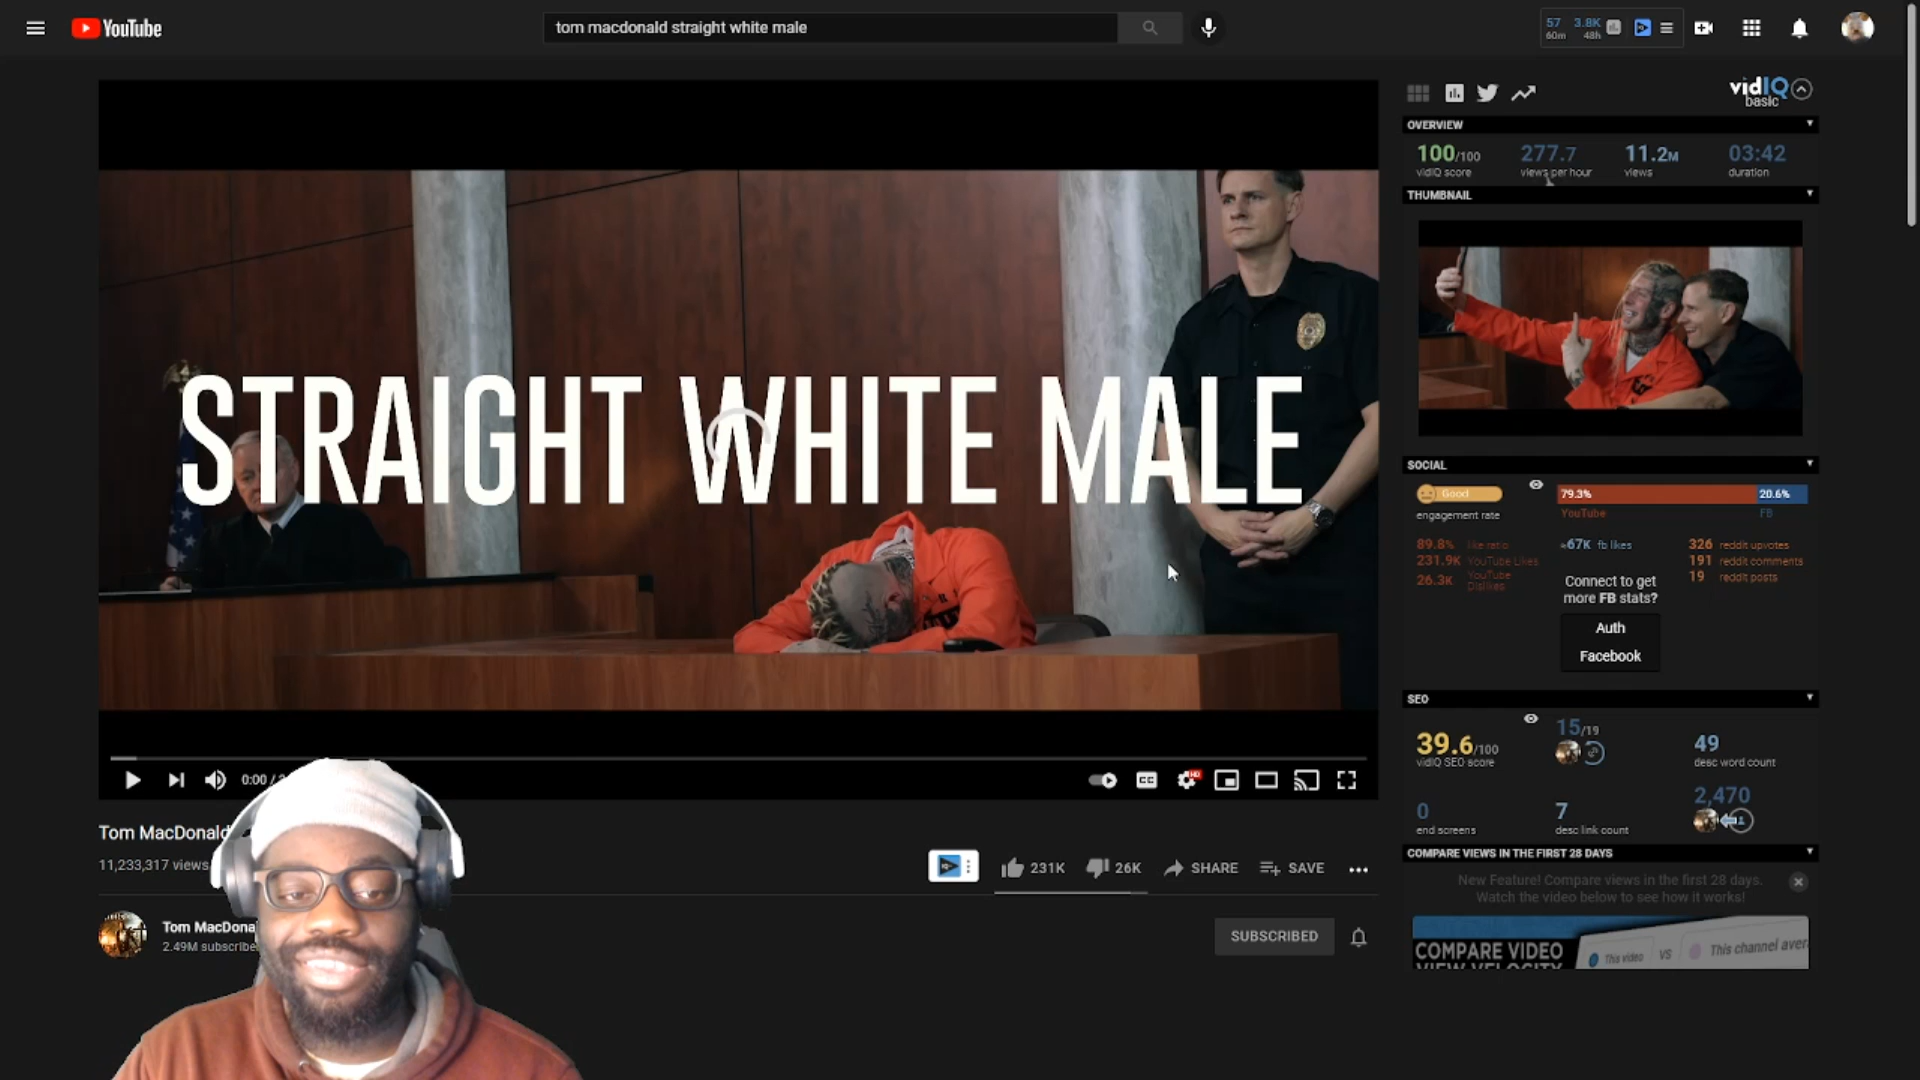 YouTube
tom macdonald straight white male
57
60m
3.8K
48h
STRAIGHT WHITE MALE
0:00 /
Tom MacDonald
11,233,317 views
231K
26K
SHARE
SAVE
Tom MacDona
2.49M subscribe
SUBSCRIBED
vidIQ
basic
OVERVIEW
100/100
vidIQ score
277.7
views per hour
11.2M
views
03:42
duration
THUMBNAIL
SOCIAL
Good
engagement rate
79.3%
20.6%
YouTube
FB
89.8% like ratio
231.9K YouTube Likes
26.3K YouTube Dislikes
≈67K fb likes
Connect to get
more FB stats?
Auth
Facebook
326 reddit upvotes
191 reddit comments
19 reddit posts
SEO
39.6/100
vidIQ SEO score
15/19
49
desc word count
0
end screens
7
desc link count
2,470
COMPARE VIEWS IN THE FIRST 28 DAYS
New Feature! Compare views in the first 28 days.
Watch the video below to see how it works!
COMPARE VIDEO
VIEW VELOCITY
This video VS This channel aver